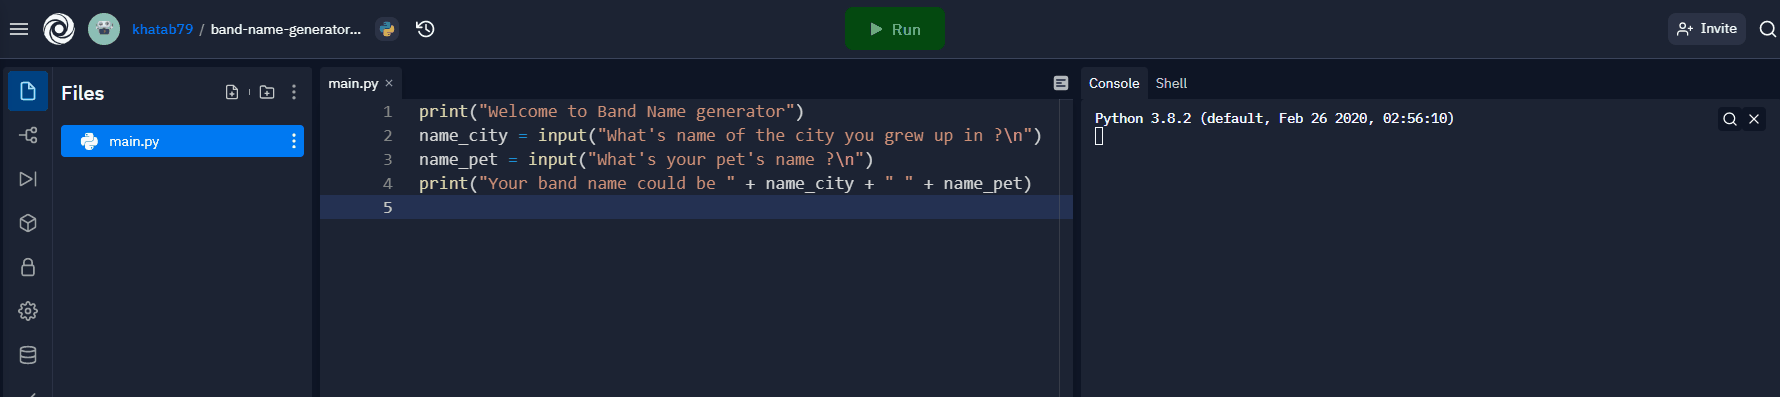 khatab79 / band-name-generator...
Run
Invite
Files
main.py
main.py ×
1 print("Welcome to Band Name generator")
2 name_city = input("What's name of the city you grew up in ?\n")
3 name_pet = input("What's your pet's name ?\n")
4 print("Your band name could be " + name_city + " " + name_pet)
5
Console Shell
Python 3.8.2 (default, Feb 26 2020, 02:56:10)